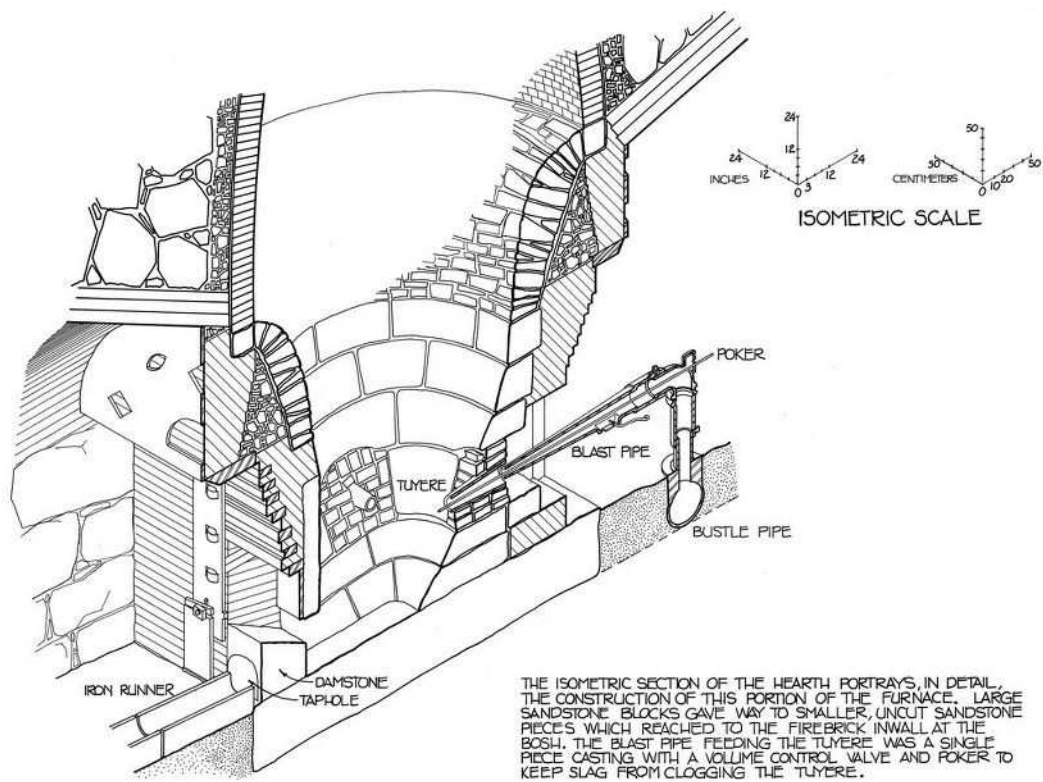 24
12
24
12
INCHES
0
3
12
24
50
50
CENTIMETERS
0
10
20
50
ISOMETRIC SCALE
POKER
BLAST PIPE
TUYERE
BUSTLE PIPE
IRON RUNNER
DAMSTONE
TAPHOLE
THE ISOMETRIC SECTION OF THE HEARTH PORTRAYS, IN DETAIL,
THE CONSTRUCTION OF THIS PORTION OF THE FURNACE. LARGE
SANDSTONE BLOCKS GAVE WAY TO SMALLER, UNCUT SANDSTONE
PIECES WHICH REACHED TO THE FIREBRICK INWALL AT THE
BOSH. THE BLAST PIPE FEEDING THE TUYERE WAS A SINGLE
PIECE CASTING WITH A VOLUME CONTROL VALVE AND POKER TO
KEEP SLAG FROM CLOGGING THE TUYERE.